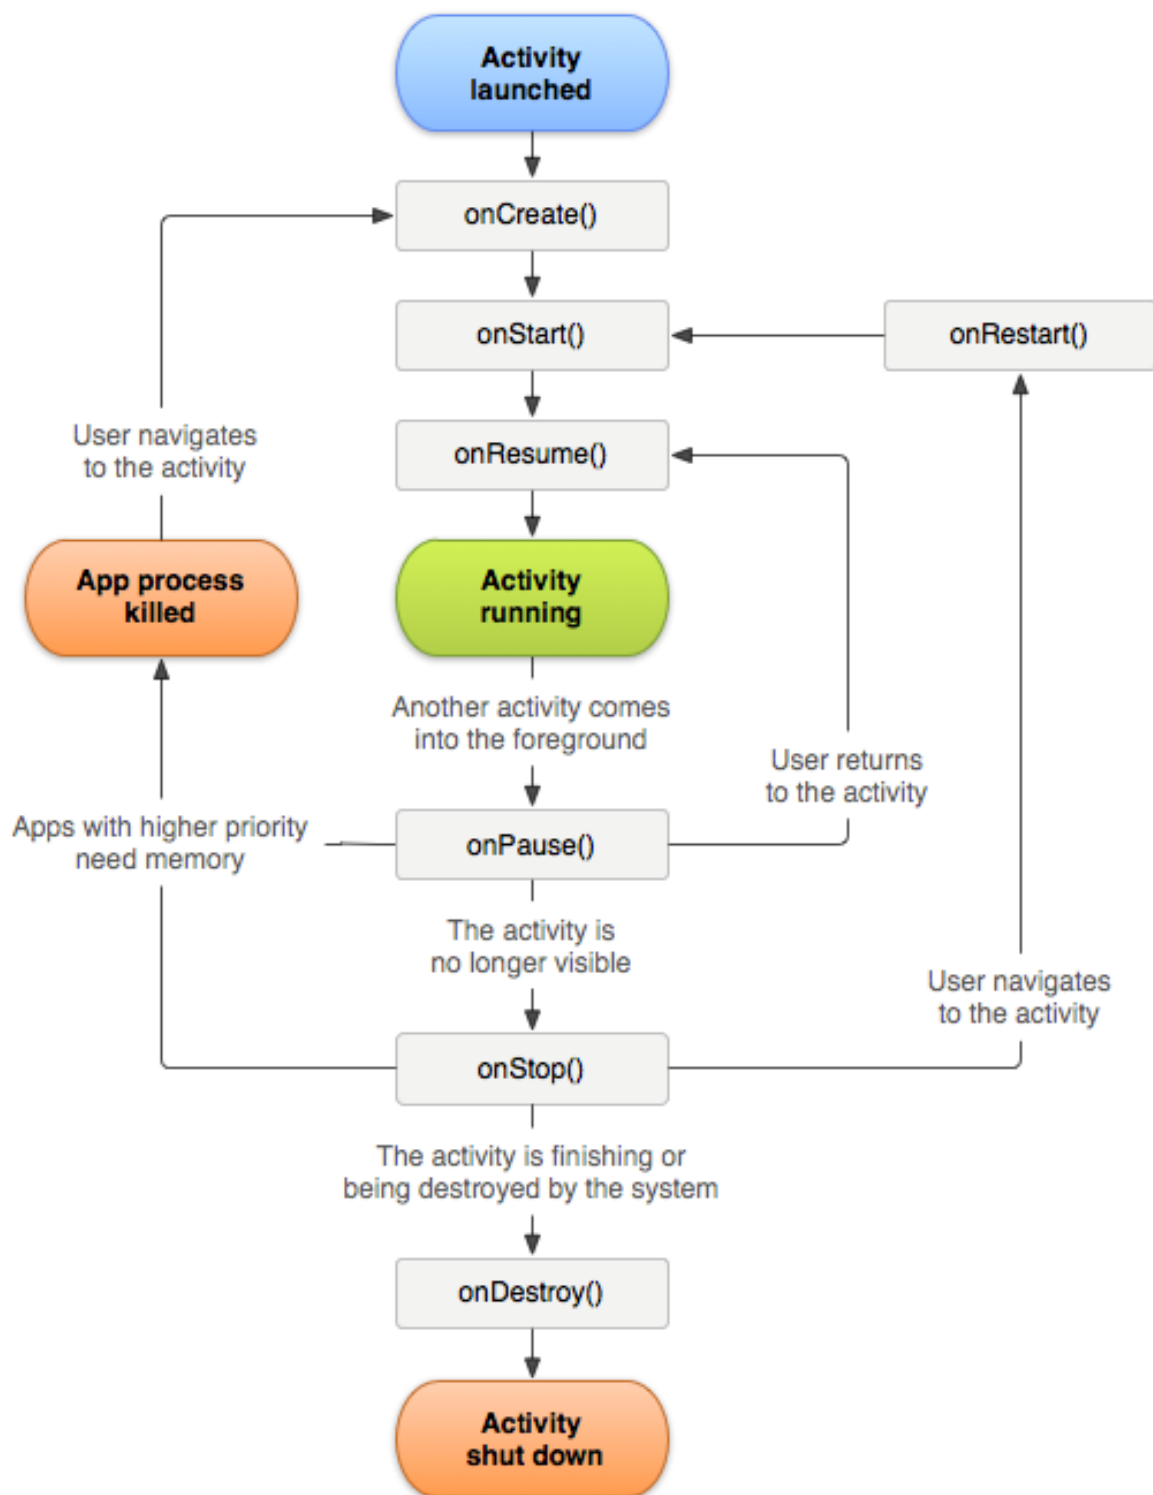 Activity
launched
onCreate()
onStart()
onRestart()
User navigates
to the activity
onResume()
App process
killed
Activity
running
Another activity comes
into the foreground
User returns
to the activity
Apps with higher priority
need memory
onPause()
The activity is
no longer visible
User navigates
to the activity
onStop()
The activity is finishing or
being destroyed by the system
onDestroy()
Activity
shut down